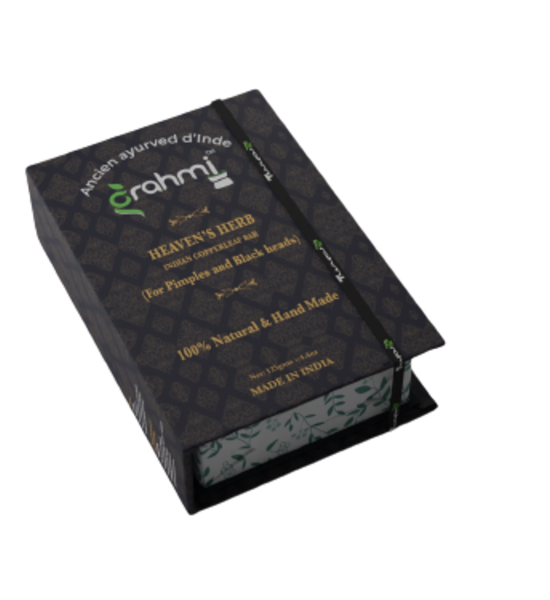 Ancien ayurved d'Inde
Brahmi™
HEAVEN'S HERB
INDIAN COPPERLEAF BAR
(For Pimples and Black heads)
100% Natural & Hand Made
MADE IN INDIA